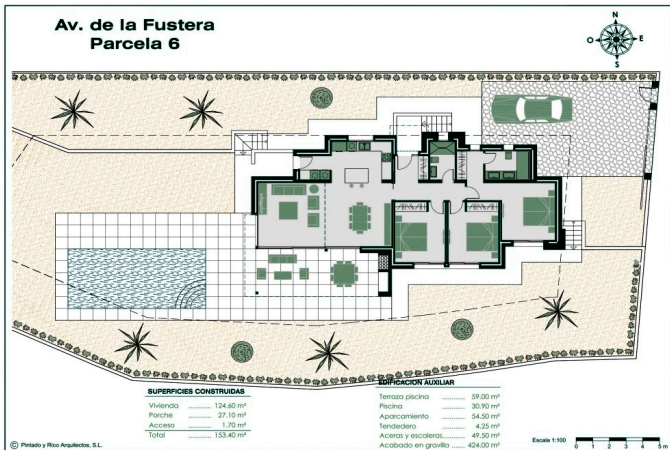 Av. de la Fustera
Parcela 6
N
O
E
S
SUPERFICIES CONSTRUIDAS
Vivienda ........... 124.60 m²
Parche ........... 27.10 m²
Acceso ........... 1.70 m²
Total ........... 153.40 m²
EDIFICACION AUXILIAR
Terraza piscina ......... 59.00 m²
Piscina ......... 30.90 m²
Aparcamiento ......... 54.50 m²
Tendedero ......... 4.25 m²
Aceras y escaleras......... 49.50 m²
Acabado en gravilla ......... 424.00 m²
© Pintado y Rico Arquitectos, S.L.
Escala 1:100
0 1 2 3 4 5 m